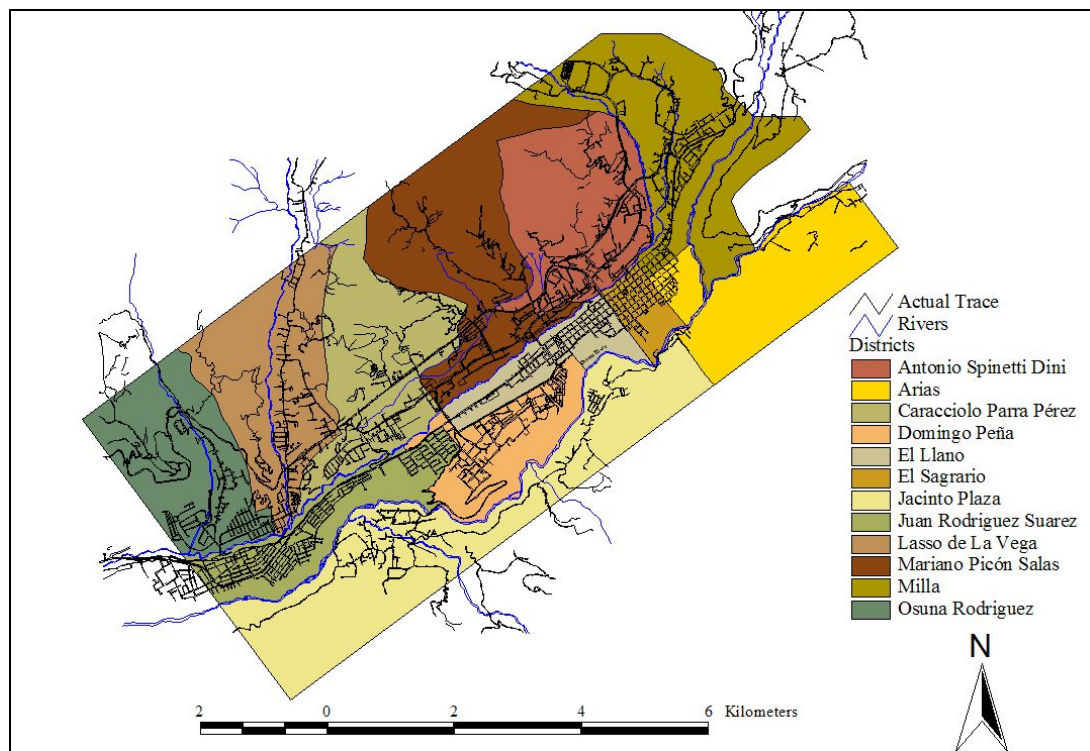 Actual Trace
Rivers
Districts
Antonio Spinetti Dini
Arias
Caracciolo Parra Pérez
Domingo Peña
El Llano
El Sagrario
Jacinto Plaza
Juan Rodriguez Suarez
Lasso de La Vega
Mariano Picón Salas
Milla
Osuna Rodriguez
N
2 0 2 4 6 Kilometers